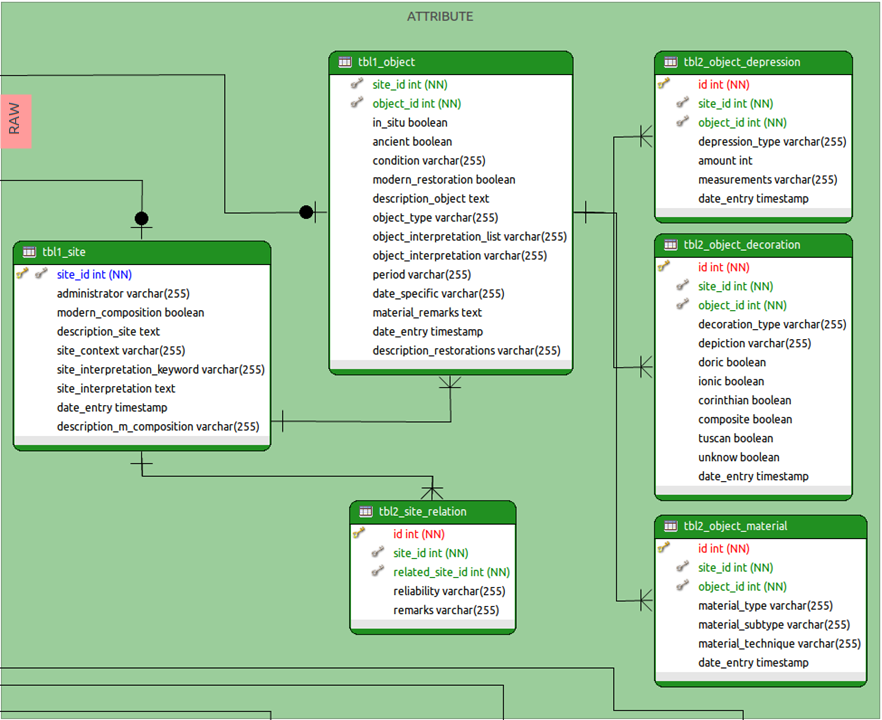 ATTRIBUTE
RAW
tbl1_object
site_id int (NN)
object_id int (NN)
in_situ boolean
ancient boolean
condition varchar(255)
modern_restoration boolean
description_object text
object_type varchar(255)
object_interpretation_list varchar(255)
object_interpretation varchar(255)
period varchar(255)
date_specific varchar(255)
material_remarks text
date_entry timestamp
description_restorations varchar(255)
tbl2_object_depression
id int (NN)
site_id int (NN)
object_id int (NN)
depression_type varchar(255)
amount int
measurements varchar(255)
date_entry timestamp
tbl1_site
site_id int (NN)
administrator varchar(255)
modern_composition boolean
description_site text
site_context varchar(255)
site_interpretation_keyword varchar(255)
site_interpretation text
date_entry timestamp
description_m_composition varchar(255)
tbl2_object_decoration
id int (NN)
site_id int (NN)
object_id int (NN)
decoration_type varchar(255)
depiction varchar(255)
doric boolean
ionic boolean
corinthian boolean
composite boolean
tuscan boolean
unknow boolean
date_entry timestamp
tbl2_site_relation
id int (NN)
site_id int (NN)
related_site_id int (NN)
reliability varchar(255)
remarks varchar(255)
tbl2_object_material
id int (NN)
site_id int (NN)
object_id int (NN)
material_type varchar(255)
material_subtype varchar(255)
material_technique varchar(255)
date_entry timestamp